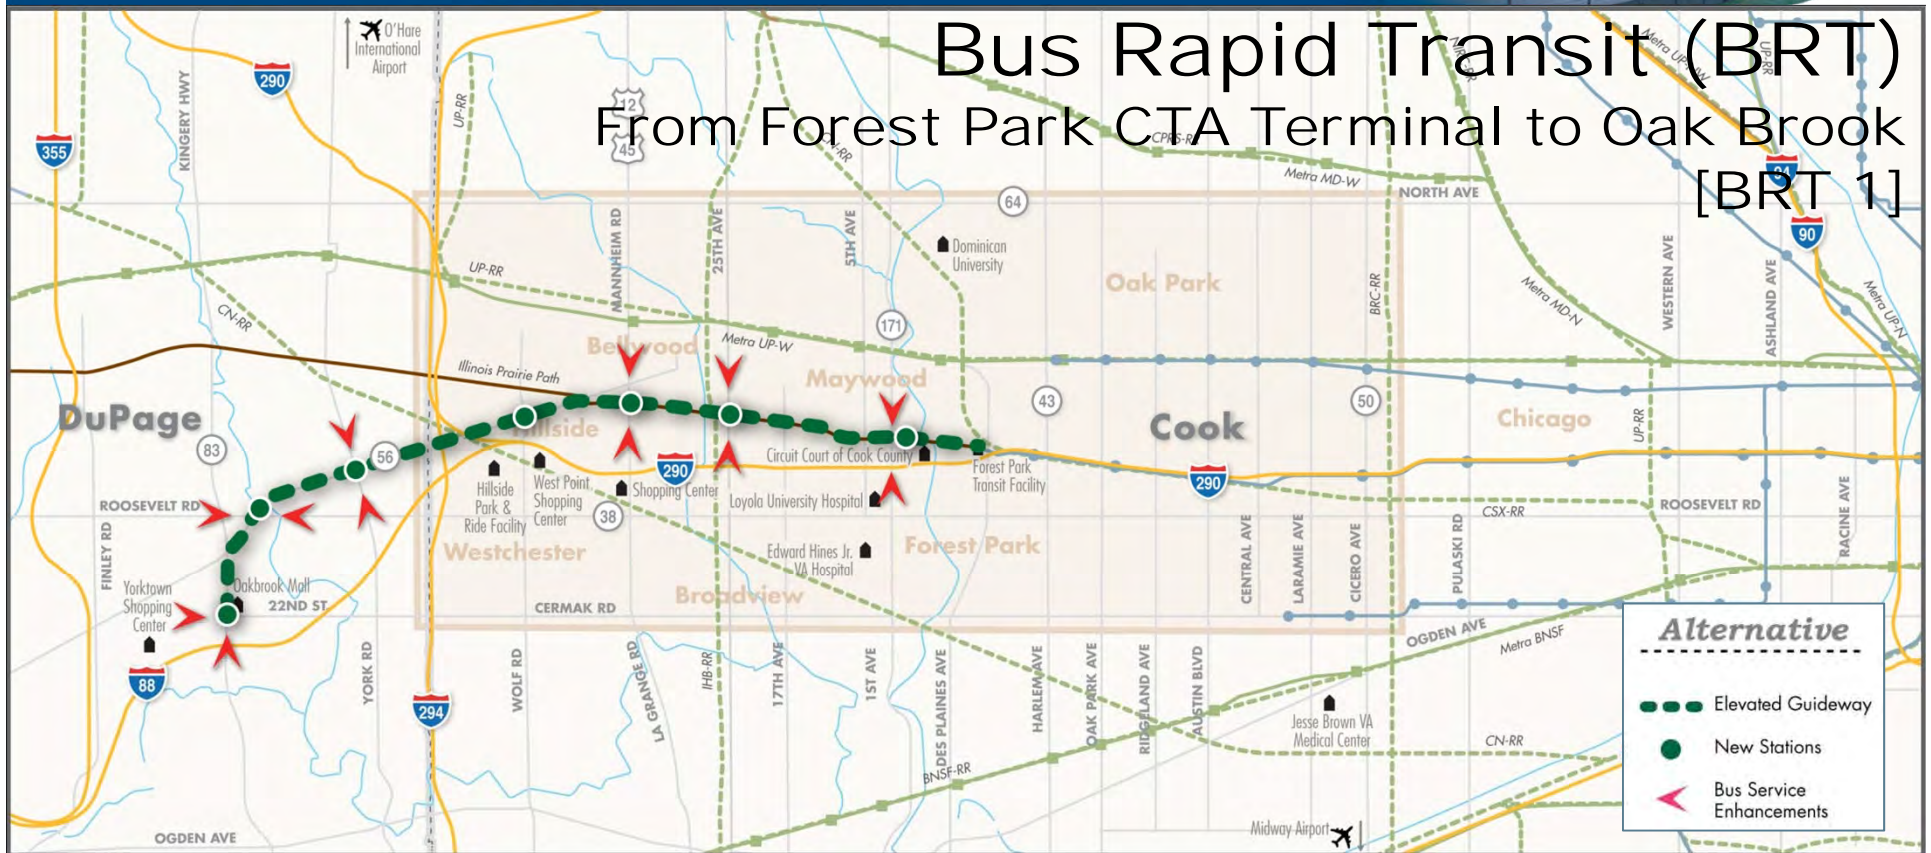 Bus Rapid Transit (BRT)
From Forest Park CTA Terminal to Oak Brook
[BRT 1]
O'Hare
International
Airport
290
355
KINGERY HWY
UP-RR
12
45
CN-RR
CPRS-RR
Metra MD-W
NORTH AVE
64
90
UP-RR
MANNHEIM RD
25TH AVE
5TH AVE
Dominican
University
Oak Park
BRC-RR
Metra MD-N
WESTERN AVE
ASHLAND AVE
Metra UP-N
UP-RR
CN-RR
171
Bellwood
Metra UP-W
Illinois Prairie Path
Maywood
DuPage
83
56
Hillside
43
Cook
50
Chicago
UP-RR
290
Circuit Court of Cook County
Forest Park
Transit Facility
290
Hillside
Park &
Ride Facility
West Point
Shopping
Center
Shopping Center
Loyola University Hospital
38
ROOSEVELT RD
CSX-RR
ROOSEVELT RD
FINLEY RD
Westchester
Edward Hines Jr.
VA Hospital
Forest Park
Broadview
CENTRAL AVE
LARAMIE AVE
CICERO AVE
PULASKI RD
RACINE AVE
Yorktown
Shopping
Center
Oakbrook Mall
22ND ST
CERMAK RD
OGDEN AVE
Metra BNSF
88
YORK RD
294
WOLF RD
LA GRANGE RD
IHB-RR
17TH AVE
1ST AVE
DES PLAINES AVE
HARLEM AVE
OAK PARK AVE
RIDGELAND AVE
AUSTIN BLVD
Jesse Brown VA
Medical Center
CN-RR
BNSF-RR
Midway Airport
OGDEN AVE
Alternative
Elevated Guideway
New Stations
Bus Service
Enhancements